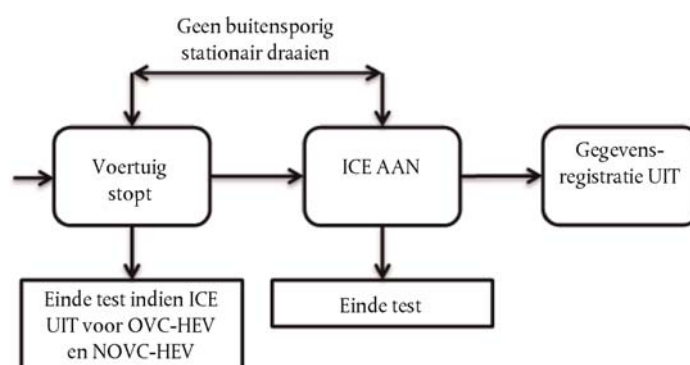 Geen buitensporig
stationair draaien
Voertuig
stopt
ICE AAN
Gegevens-
registratie UIT
Einde test indien ICE
UIT voor OVC-HEV
en NOVC-HEV
Einde test